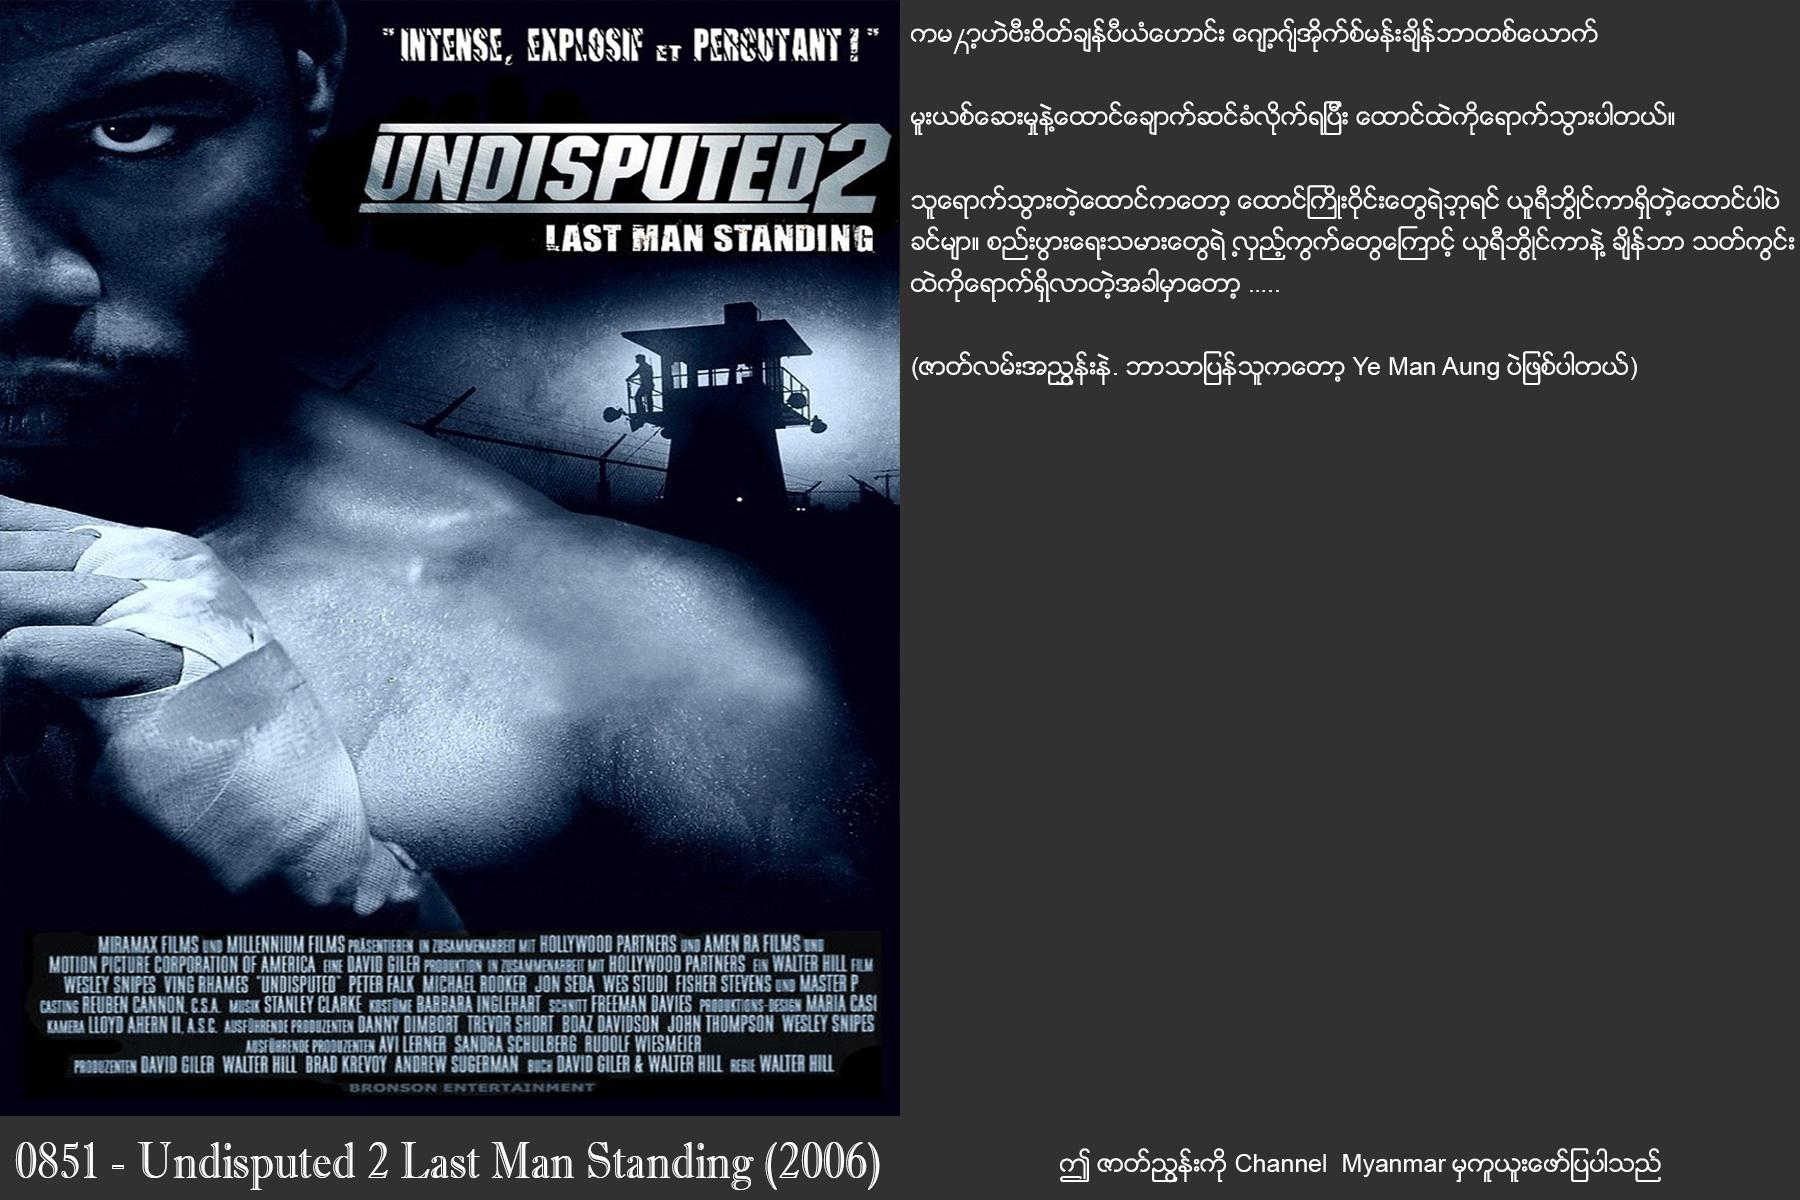 "INTENSE, EXPLOSIF ET PERCUTANT !"
UNDISPUTED 2
LAST MAN STANDING
MIRAMAX FILMS UND MILLENNIUM FILMS PRÄSENTIEREN IN ZUSAMMENARBEIT MIT HOLLYWOOD PARTNERS UND AMEN RA FILMS UND
MOTION PICTURE CORPORATION OF AMERICA EINE DAVID GILER PRODUKTION IN ZUSAMMENARBEIT MIT HOLLYWOOD PARTNERS EIN WALTER HILL FILM
WESLEY SNIPES VING RHAMES "UNDISPUTED" PETER FALK MICHAEL ROOKER JON SEDA WES STUDI FISHER STEVENS UND MASTER P
CASTING REUBEN CANNON, C.S.A. MUSIK STANLEY CLARKE KOSTÜME BARBARA INGLEHART SCHNITT FREEMAN DAVIES PRODUKTIONS-DESIGN MARIA CASI
KAMERA LLOYD AHERN II, A.S.C. AUSFÜHRENDE PRODUZENTEN DANNY DIMBORT TREVOR SHORT BOAZ DAVIDSON JOHN THOMPSON WESLEY SNIPES
AUSFÜHRENDE PRODUZENTEN AVI LERNER SANDRA SCHULBERG RUDOLF WIESMEIER
PRODUZENTEN DAVID GILER WALTER HILL BRAD KREVOY ANDREW SUGERMAN BUCH DAVID GILER & WALTER HILL REGIE WALTER HILL
BRONSON ENTERTAINMENT
0851 - Undisputed 2 Last Man Standing (2006)
ကမ႓ာ့ဟဲဗီးဝိတ်ချန်ပီယံဟောင်း ဂျော့ဂျ်အိုက်စ်မန်းချိန်ဘာတစ်ယောက်
မူးယစ်ဆေးမှုနဲ့ထောင်ချောက်ဆင်ခံလိုက်ရပြီး ထောင်ထဲကိုရောက်သွားပါတယ်။
သူရောက်သွားတဲ့ထောင်ကတော့ ထောင်ကြိုးဝိုင်းတွေရဲ့ဘုရင် ယူရီဘွိုင်ကာရှိတဲ့ထောင်ပါပဲ
ခင်မျာ။ စည်းပွားရေးသမားတွေရဲ့ လှည့်ကွက်တွေကြောင့် ယူရီဘွိုင်ကာနဲ့ ချိန်ဘာ သတ်ကွင်း
ထဲကိုရောက်ရှိလာတဲ့အခါမှာတော့ .....
(ဇာတ်လမ်းအညွှန်းနဲ. ဘာသာပြန်သူကတော့ Ye Man Aung ပဲဖြစ်ပါတယ်)
ဤ ဇာတ်ညွှန်းကို Channel Myanmar မှကူယူးဖော်ပြပါသည်